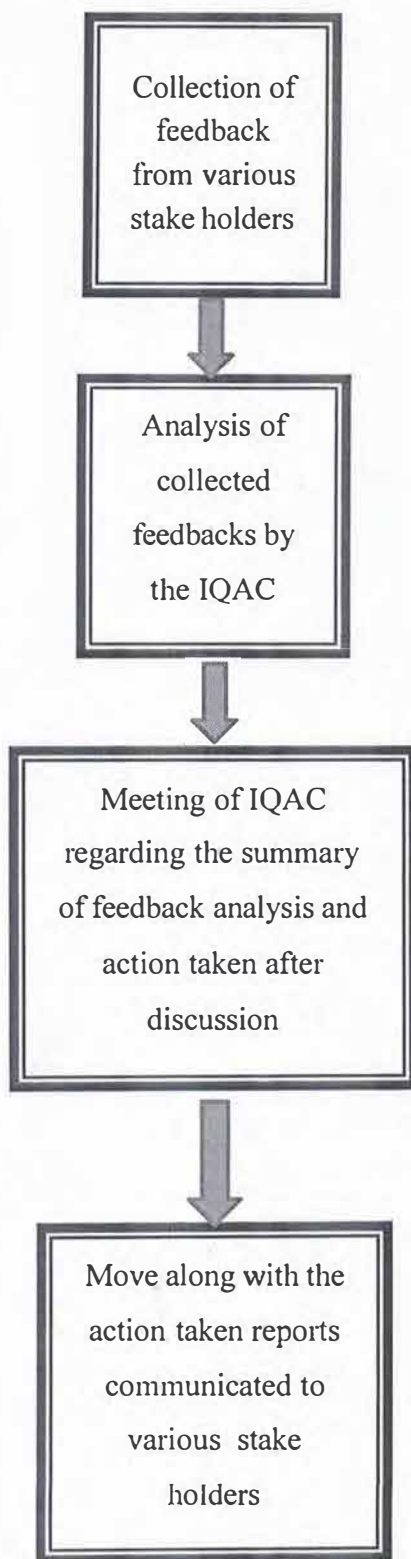 Collection of
feedback
from various
stake holders
Analysis of
collected
feedbacks by
the IQAC
Meeting of IQAC
regarding the summary
of feedback analysis and
action taken after
discussion
Move along with the
action taken reports
communicated to
various stake
holders